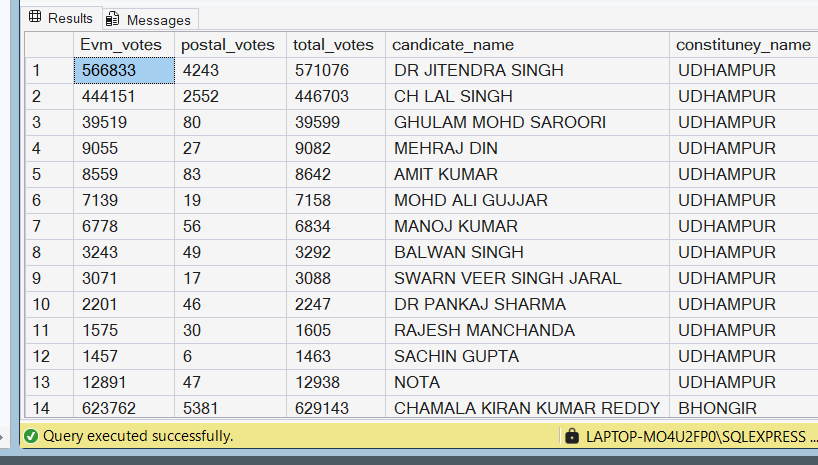 Results Messages
Evm_votes postal_votes total_votes candicate_name constituney_name
1 566833 4243 571076 DR JITENDRA SINGH UDHAMPUR
2 444151 2552 446703 CH LAL SINGH UDHAMPUR
3 39519 80 39599 GHULAM MOHD SAROORI UDHAMPUR
4 9055 27 9082 MEHRAJ DIN UDHAMPUR
5 8559 83 8642 AMIT KUMAR UDHAMPUR
6 7139 19 7158 MOHD ALI GUJJAR UDHAMPUR
7 6778 56 6834 MANOJ KUMAR UDHAMPUR
8 3243 49 3292 BALWAN SINGH UDHAMPUR
9 3071 17 3088 SWARN VEER SINGH JARAL UDHAMPUR
10 2201 46 2247 DR PANKAJ SHARMA UDHAMPUR
11 1575 30 1605 RAJESH MANCHANDA UDHAMPUR
12 1457 6 1463 SACHIN GUPTA UDHAMPUR
13 12891 47 12938 NOTA UDHAMPUR
14 623762 5381 629143 CHAMALA KIRAN KUMAR REDDY BHONGIR
Query executed successfully. LAPTOP-MO4U2FP0\SQLEXPRESS ...